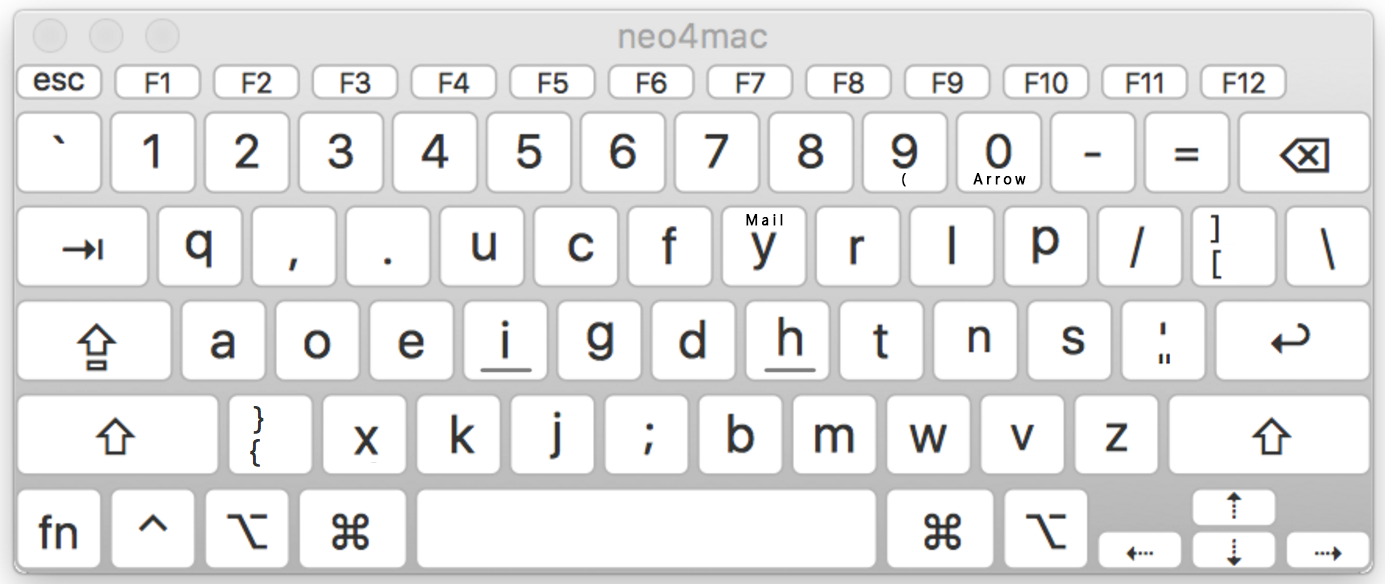 neo4mac
esc F1 F2 F3 F4 F5 F6 F7 F8 F9 F10 F11 F12
` 1 2 3 4 5 6 7 8 9 0 - =
( Arrow
Mail
q , . u c f y r l p / ] [ \
a o e i g d h t n s ' "
} { x k j ; b m w v z
fn ^ ⌥ ⌘ ⌘ ⌥